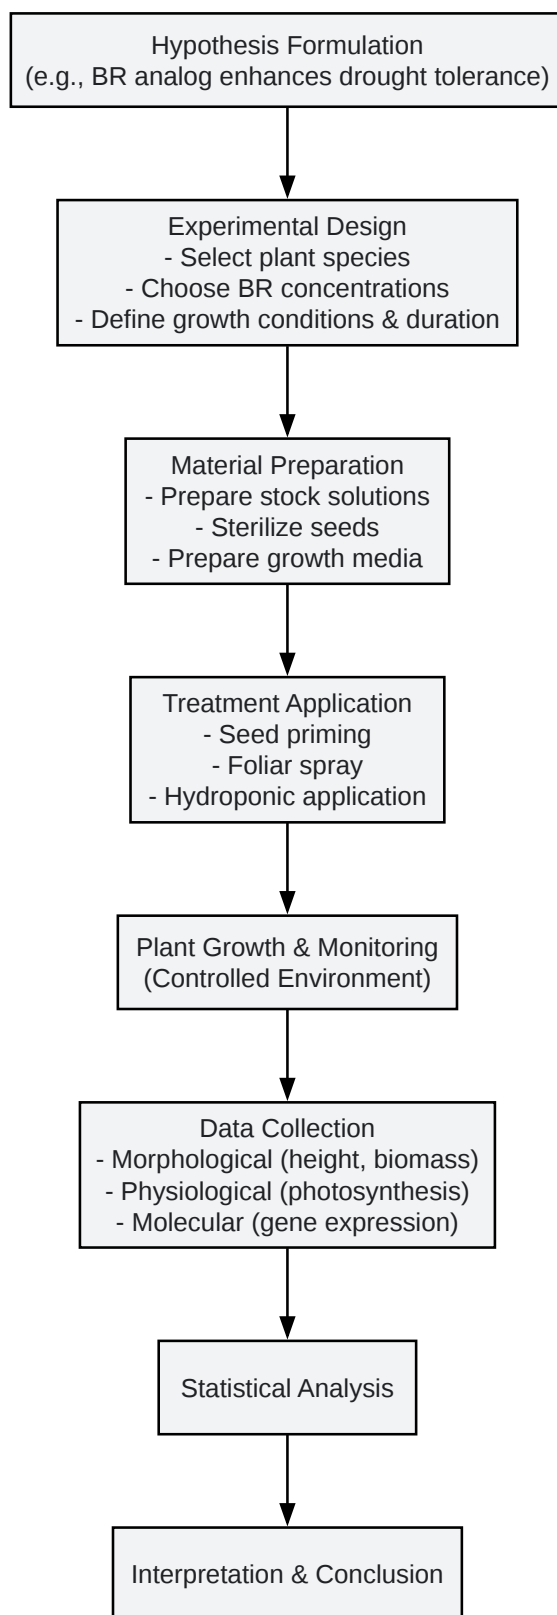 Hypothesis Formulation
(e.g., BR analog enhances drought tolerance)
Experimental Design
- Select plant species
- Choose BR concentrations
- Define growth conditions & duration
Material Preparation
- Prepare stock solutions
- Sterilize seeds
- Prepare growth media
Treatment Application
- Seed priming
- Foliar spray
- Hydroponic application
Plant Growth & Monitoring
(Controlled Environment)
Data Collection
- Morphological (height, biomass)
- Physiological (photosynthesis)
- Molecular (gene expression)
Statistical Analysis
Interpretation & Conclusion